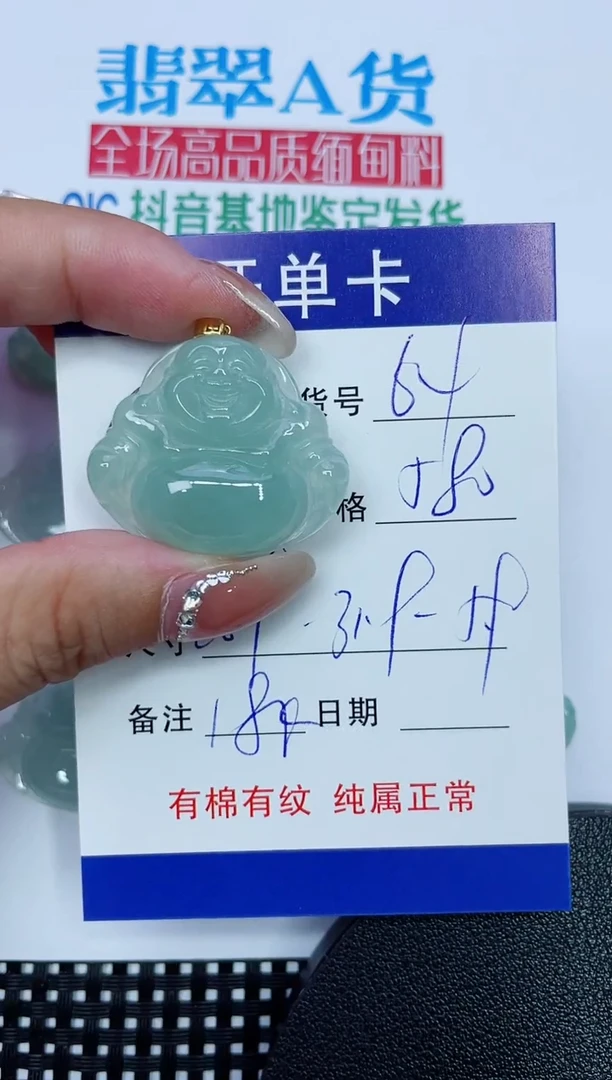 翡翠A货
全场高品质缅甸料
QIC 抖音基地鉴定发货
单卡
货号 64
格 580
备注 日期
有棉有纹 纯属正常